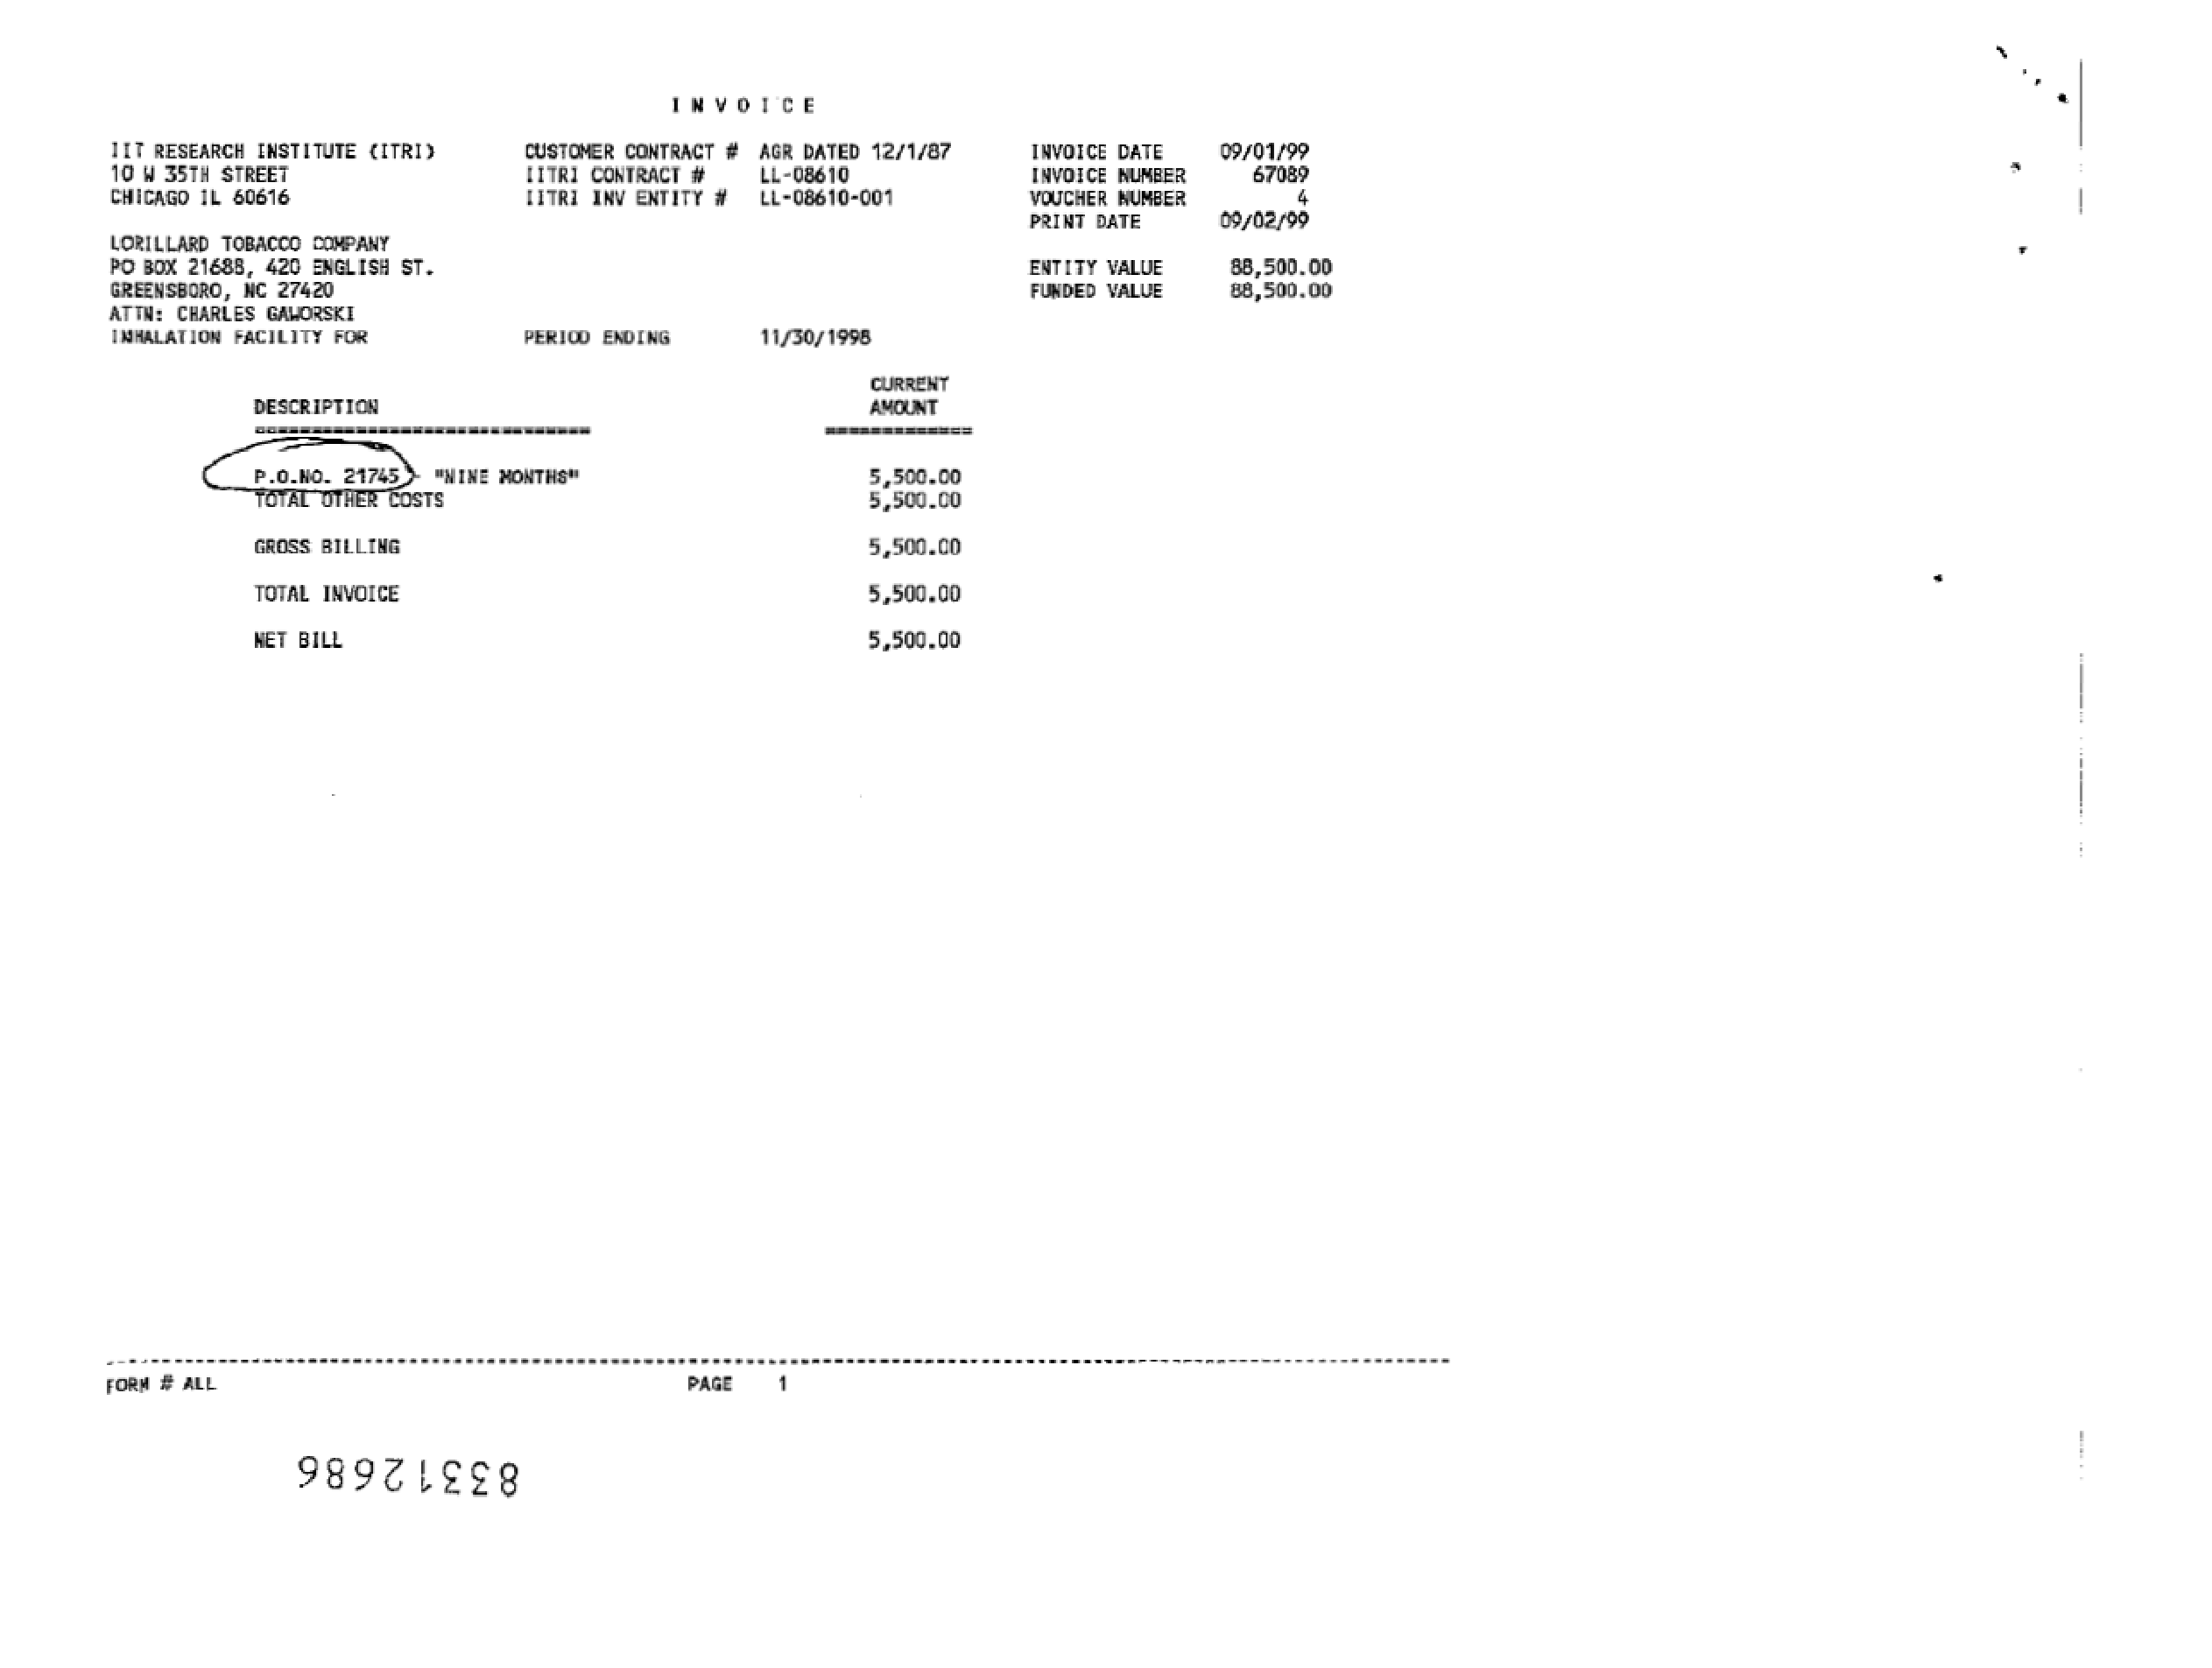 INVOICE
IIT RESEARCH INSTITUTE (ITRI) CUSTOMER CONTRACT # AGR DATED 12/1/87 INVOICE DATE 09/01/99
10 W 35TH STREET IITRI CONTRACT # LL-08610 INVOICE NUMBER 67089
CHICAGO IL 60616 IITRI INV ENTITY # LL-08610-001 VOUCHER NUMBER 4
PRINT DATE 09/02/99
LORILLARD TOBACCO COMPANY
PO BOX 21688, 420 ENGLISH ST. ENTITY VALUE 88,500.00
GREENSBORO, NC 27420 FUNDED VALUE 88,500.00
ATTN: CHARLES GAWORSKI
INHALATION FACILITY FOR PERIOD ENDING 11/30/1998
CURRENT
DESCRIPTION AMOUNT
P.O.NO. 21745 - "NINE MONTHS" 5,500.00
TOTAL OTHER COSTS 5,500.00
GROSS BILLING 5,500.00
TOTAL INVOICE 5,500.00
NET BILL 5,500.00
FORM # ALL PAGE 1
83312686